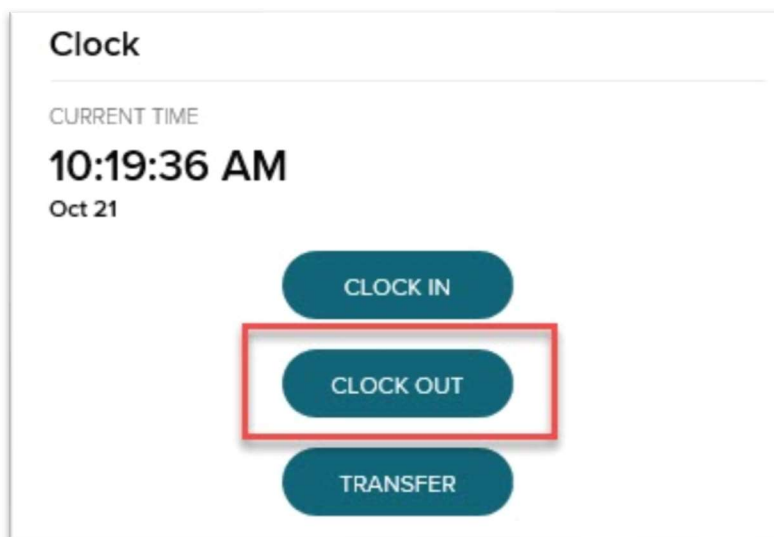 Clock
CURRENT TIME
10:19:36 AM
Oct 21
CLOCK IN
CLOCK OUT
TRANSFER